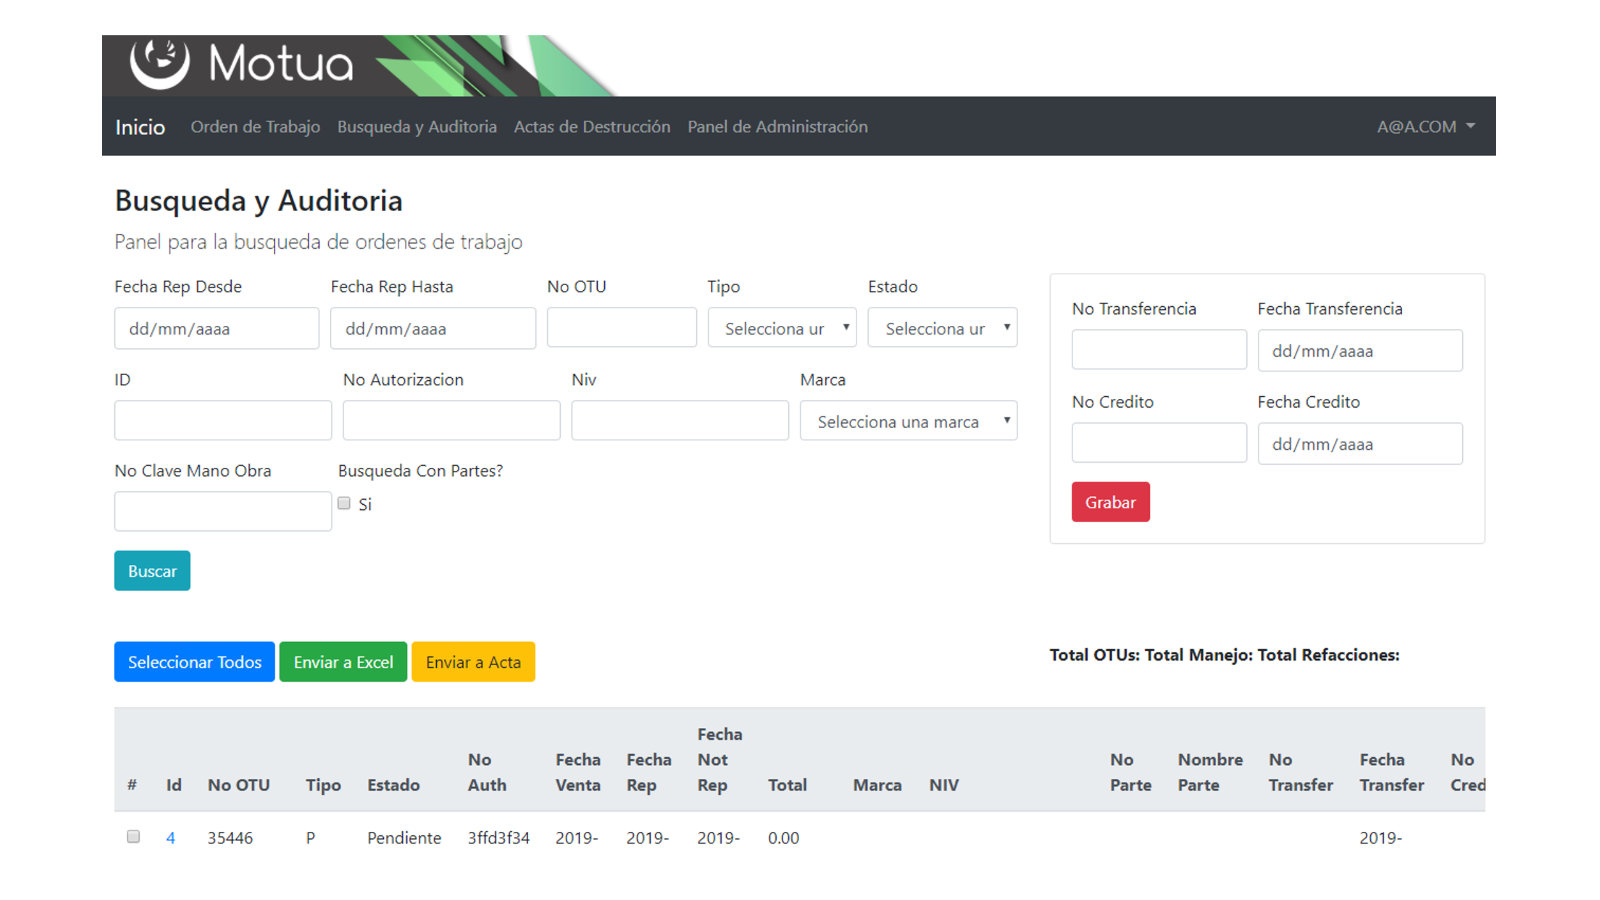 Motua
Inicio Orden de Trabajo Busqueda y Auditoria Actas de Destrucción Panel de Administración A@A.COM
Busqueda y Auditoria
Panel para la busqueda de ordenes de trabajo
Fecha Rep Desde Fecha Rep Hasta No OTU Tipo Estado
dd/mm/aaaa dd/mm/aaaa Selecciona ur Selecciona ur
ID No Autorizacion Niv Marca
Selecciona una marca
No Clave Mano Obra Busqueda Con Partes?
Si
Buscar
No Transferencia Fecha Transferencia
dd/mm/aaaa
No Credito Fecha Credito
dd/mm/aaaa
Grabar
Seleccionar Todos Enviar a Excel Enviar a Acta
Total OTUs: Total Manejo: Total Refacciones:
# Id No OTU Tipo Estado No Auth Fecha Venta Fecha Rep Fecha Not Rep Total Marca NIV No Parte Nombre Parte No Transfer Fecha Transfer No Cred
4 35446 P Pendiente 3ffd3f34 2019- 2019- 2019- 0.00 2019-